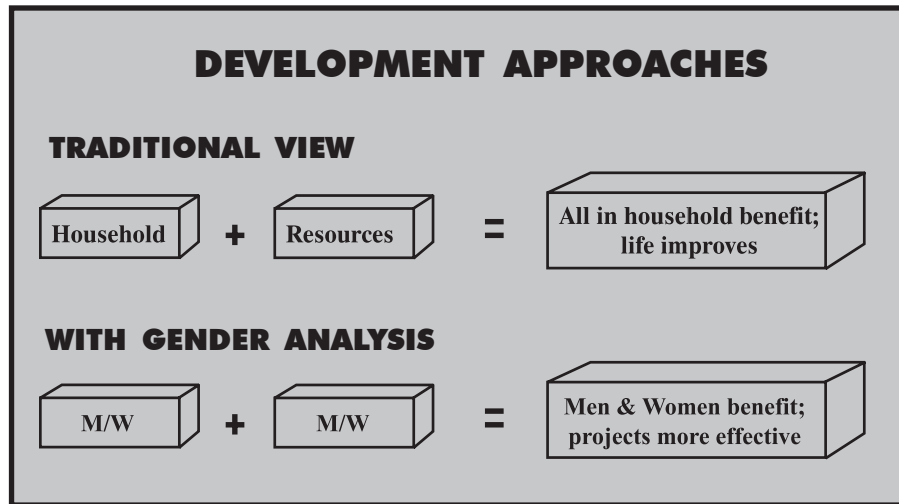 DEVELOPMENT APPROACHES
TRADITIONAL VIEW
Household + Resources = All in household benefit;
life improves
WITH GENDER ANALYSIS
M/W + M/W = Men & Women benefit;
projects more effective